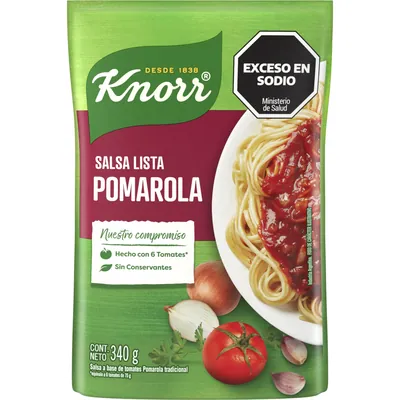 DESDE 1838
Knorr®
EXCESO EN
SODIO
Ministerio
de Salud
SALSA LISTA
POMAROLA
Nuestro compromiso
Hecho con 6 Tomates*
Sin Conservantes
CONT
NETO 340 g
Salsa a base de tomates Pomarola tradicional